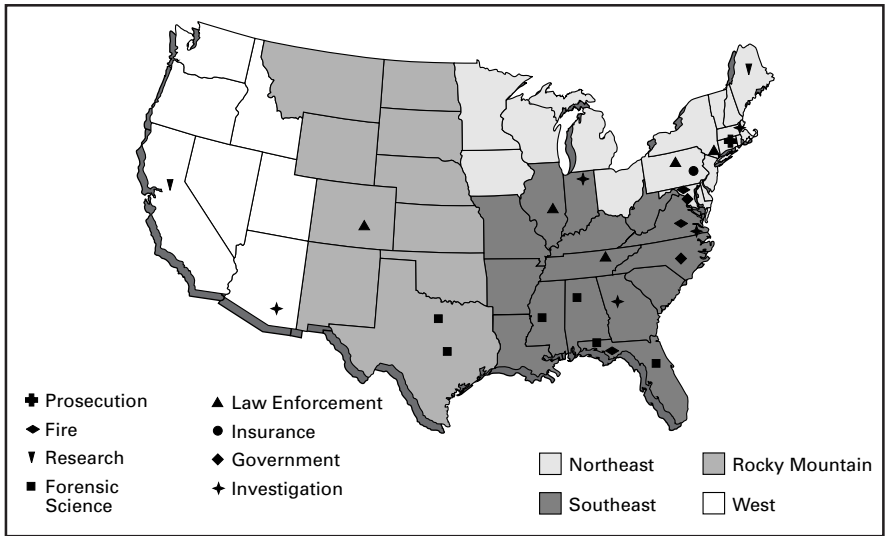 Prosecution
Fire
Research
Forensic
Science
Law Enforcement
Insurance
Government
Investigation
Northeast
Southeast
Rocky Mountain
West